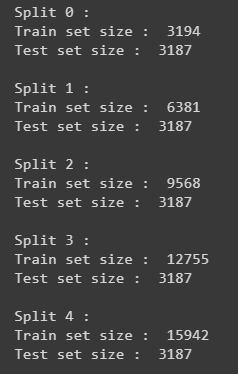 Split 0 :
Train set size :  3194
Test set size :  3187

Split 1 :
Train set size :  6381
Test set size :  3187

Split 2 :
Train set size :  9568
Test set size :  3187

Split 3 :
Train set size :  12755
Test set size :  3187

Split 4 :
Train set size :  15942
Test set size :  3187